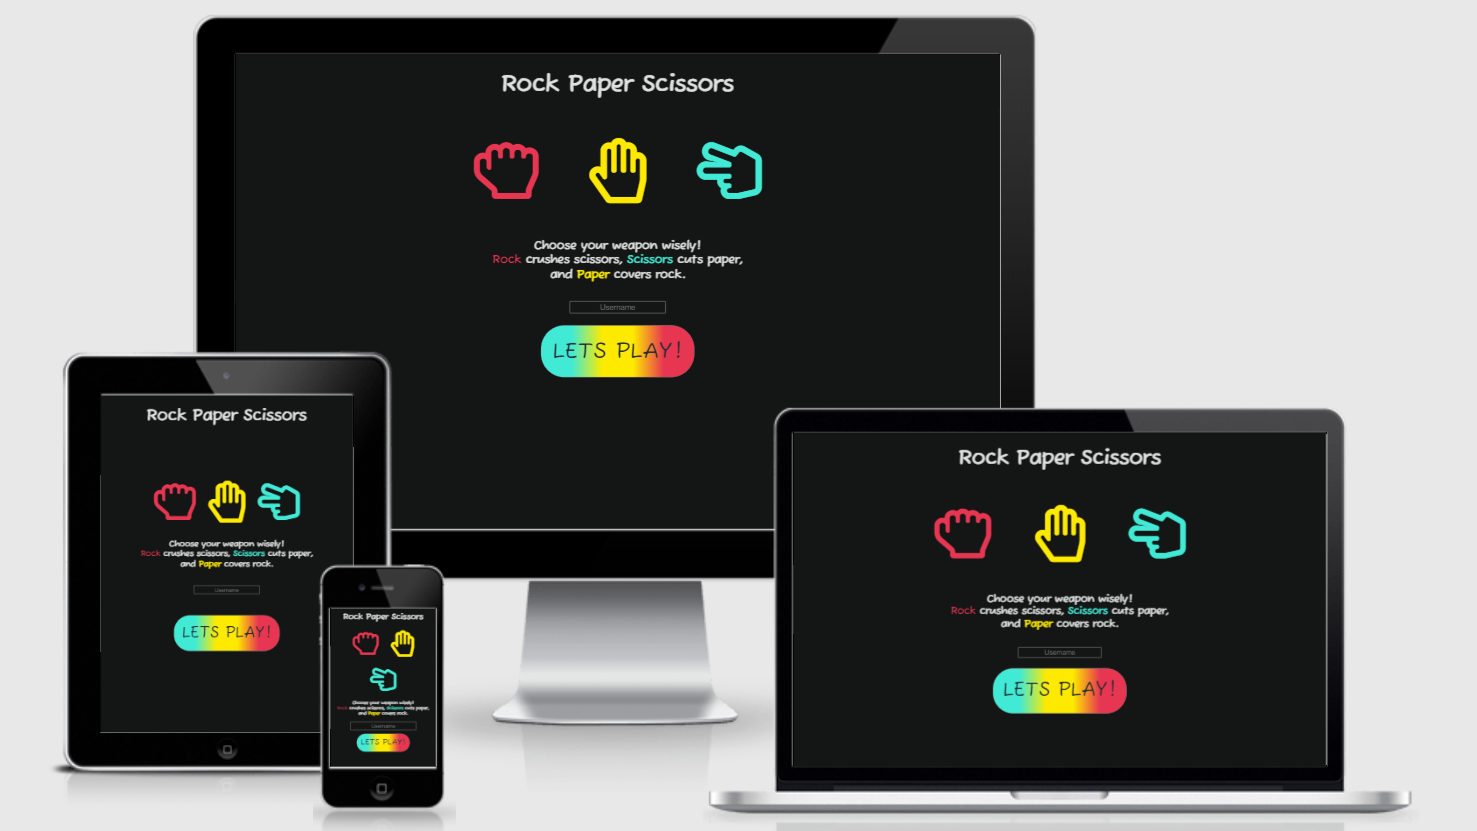 Rock Paper Scissors
Choose your weapon wisely!
Rock crushes scissors, Scissors cuts paper,
and Paper covers rock.
Username
LETS PLAY!
Rock Paper Scissors
Choose your weapon wisely!
Rock crushes scissors, Scissors cuts paper,
and Paper covers rock.
Username
LETS PLAY!
Rock Paper Scissors
Choose your weapon wisely!
Rock crushes scissors, Scissors cuts paper,
and Paper covers rock.
Username
LETS PLAY!
Rock Paper Scissors
Choose your weapon wisely!
Rock crushes scissors, Scissors cuts paper,
and Paper covers rock.
Username
LETS PLAY!